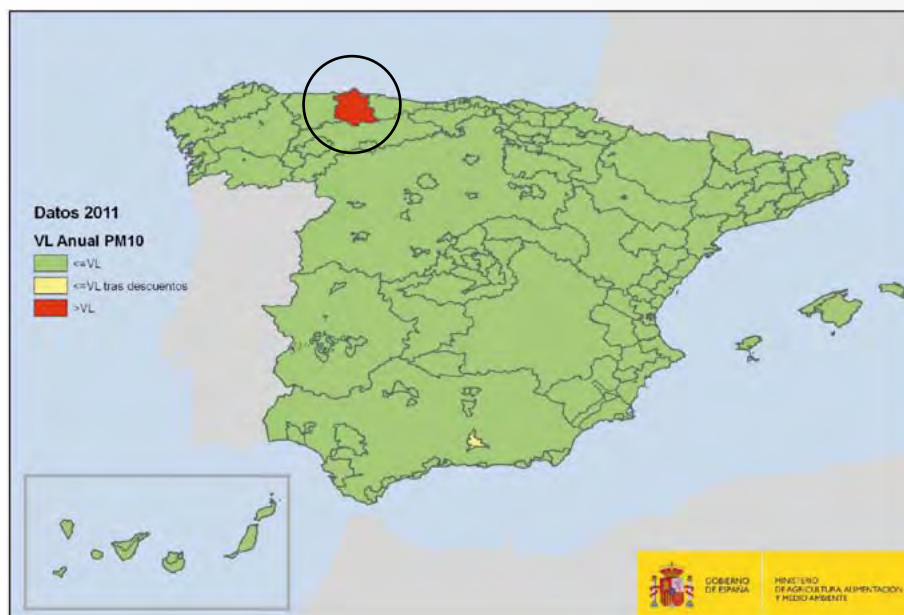 Datos 2011
VL Anual PM10
<=VL
<=VL tras descuentos
>VL
GOBIERNO
DE ESPAÑA
MINISTERIO
DE AGRICULTURA, ALIMENTACIÓN
Y MEDIO AMBIENTE